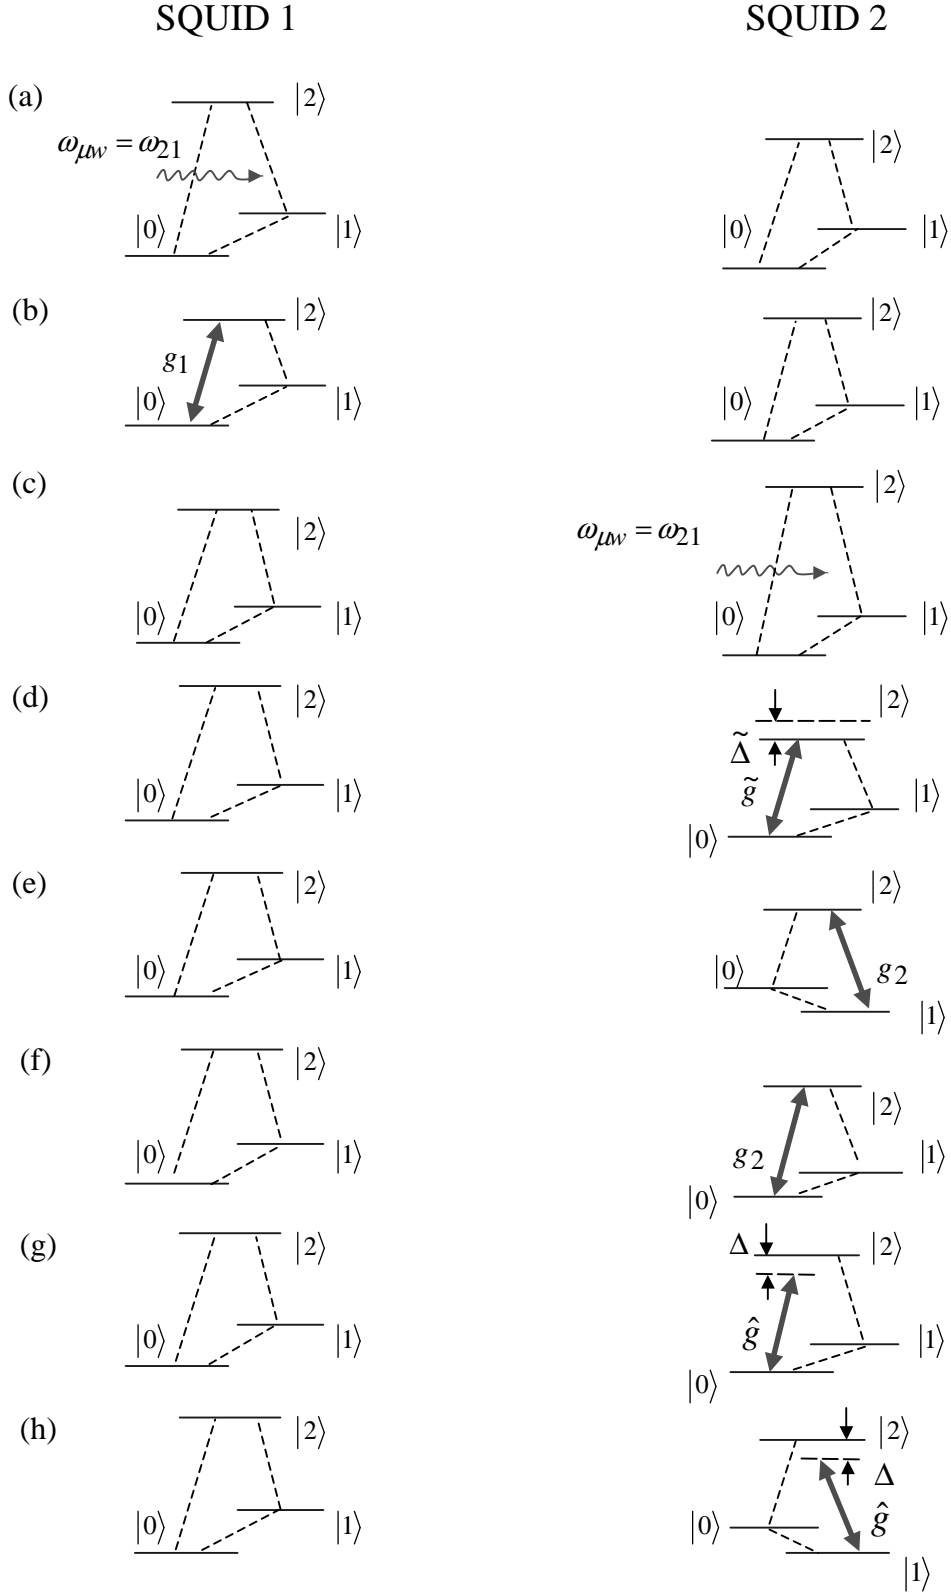 SQUID 1 SQUID 2
(a) |2⟩ |2⟩
ω_μw = ω_21
|0⟩ |1⟩ |0⟩ |1⟩
(b) |2⟩ |2⟩
g_1
|0⟩ |1⟩ |0⟩ |1⟩
(c) |2⟩ |2⟩
ω_μw = ω_21
|0⟩ |1⟩ |0⟩ |1⟩
(d) |2⟩ |2⟩
Δ̃
g̃
|0⟩ |1⟩ |0⟩ |1⟩
(e) |2⟩ |2⟩
g_2
|0⟩ |1⟩ |0⟩ |1⟩
(f) |2⟩ |2⟩
g_2
|0⟩ |1⟩ |0⟩ |1⟩
(g) |2⟩ Δ |2⟩
ĝ
|0⟩ |1⟩ |0⟩ |1⟩
(h) |2⟩ |2⟩
Δ
ĝ
|0⟩ |1⟩ |0⟩ |1⟩